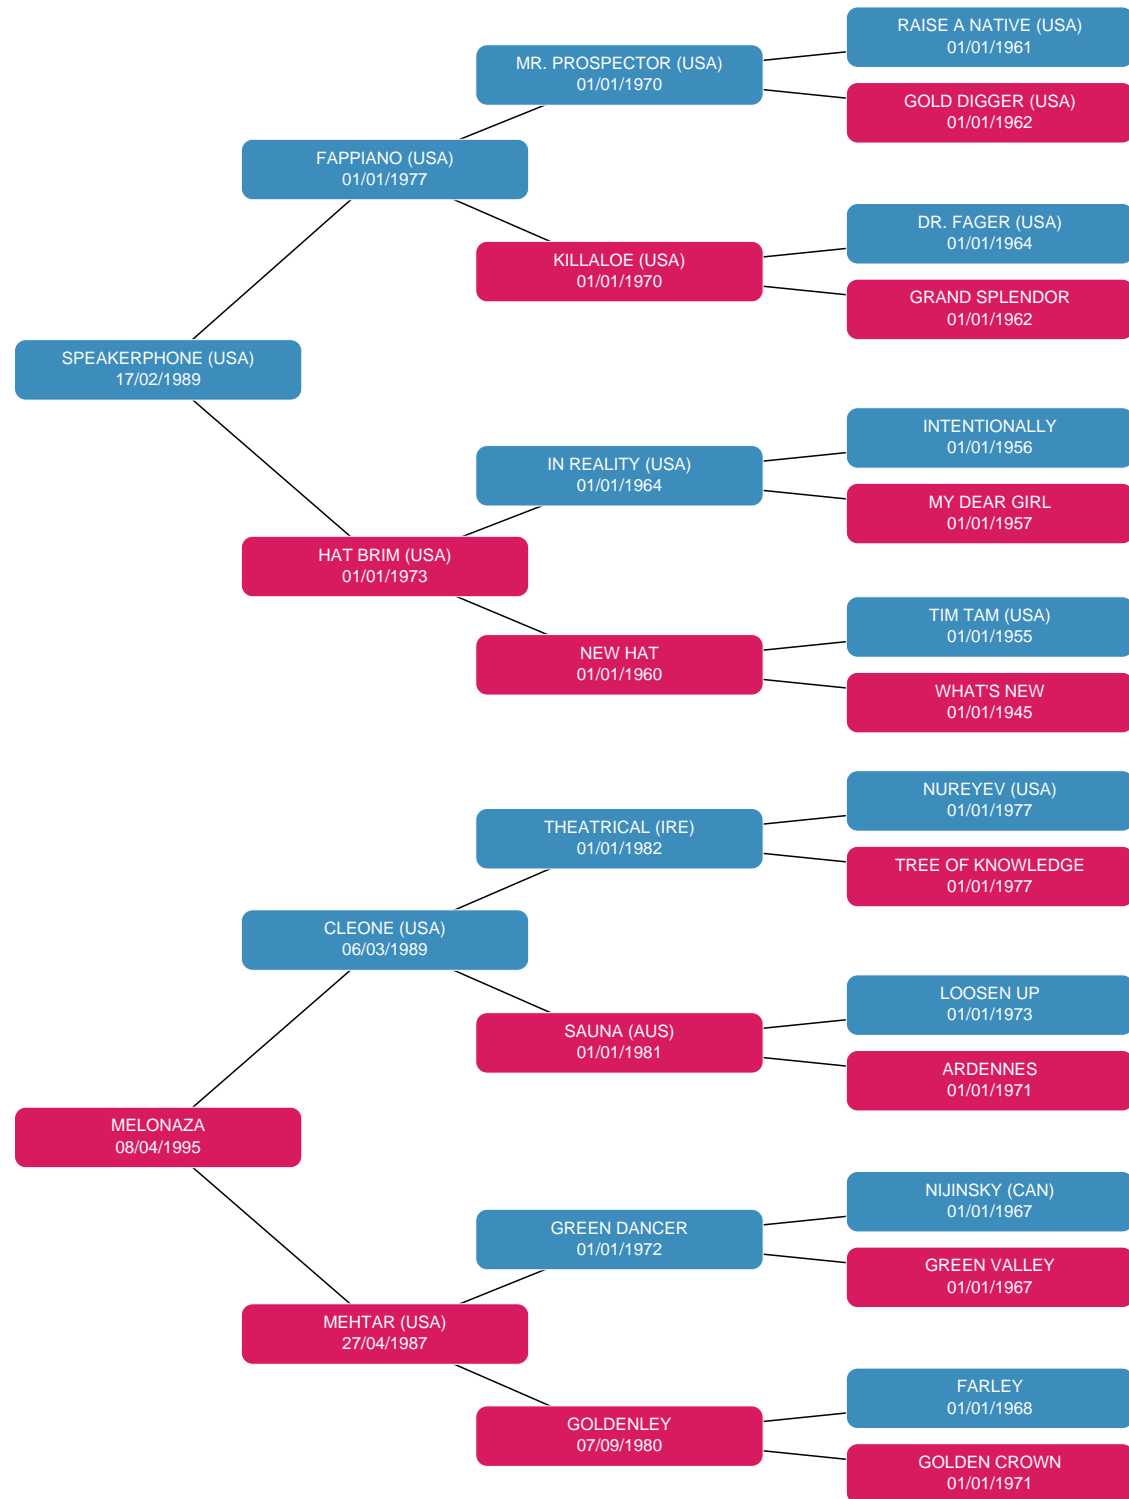 RAISE A NATIVE (USA)
01/01/1961
MR. PROSPECTOR (USA)
01/01/1970
GOLD DIGGER (USA)
01/01/1962
FAPPIANO (USA)
01/01/1977
DR. FAGER (USA)
01/01/1964
KILLALOE (USA)
01/01/1970
GRAND SPLENDOR
01/01/1962
SPEAKERPHONE (USA)
17/02/1989
INTENTIONALLY
01/01/1956
IN REALITY (USA)
01/01/1964
MY DEAR GIRL
01/01/1957
HAT BRIM (USA)
01/01/1973
TIM TAM (USA)
01/01/1955
NEW HAT
01/01/1960
WHAT'S NEW
01/01/1945
NUREYEV (USA)
01/01/1977
THEATRICAL (IRE)
01/01/1982
TREE OF KNOWLEDGE
01/01/1977
CLEONE (USA)
06/03/1989
LOOSEN UP
01/01/1973
SAUNA (AUS)
01/01/1981
ARDENNES
01/01/1971
MELONAZA
08/04/1995
NIJINSKY (CAN)
01/01/1967
GREEN DANCER
01/01/1972
GREEN VALLEY
01/01/1967
MEHTAR (USA)
27/04/1987
FARLEY
01/01/1968
GOLDENLEY
07/09/1980
GOLDEN CROWN
01/01/1971